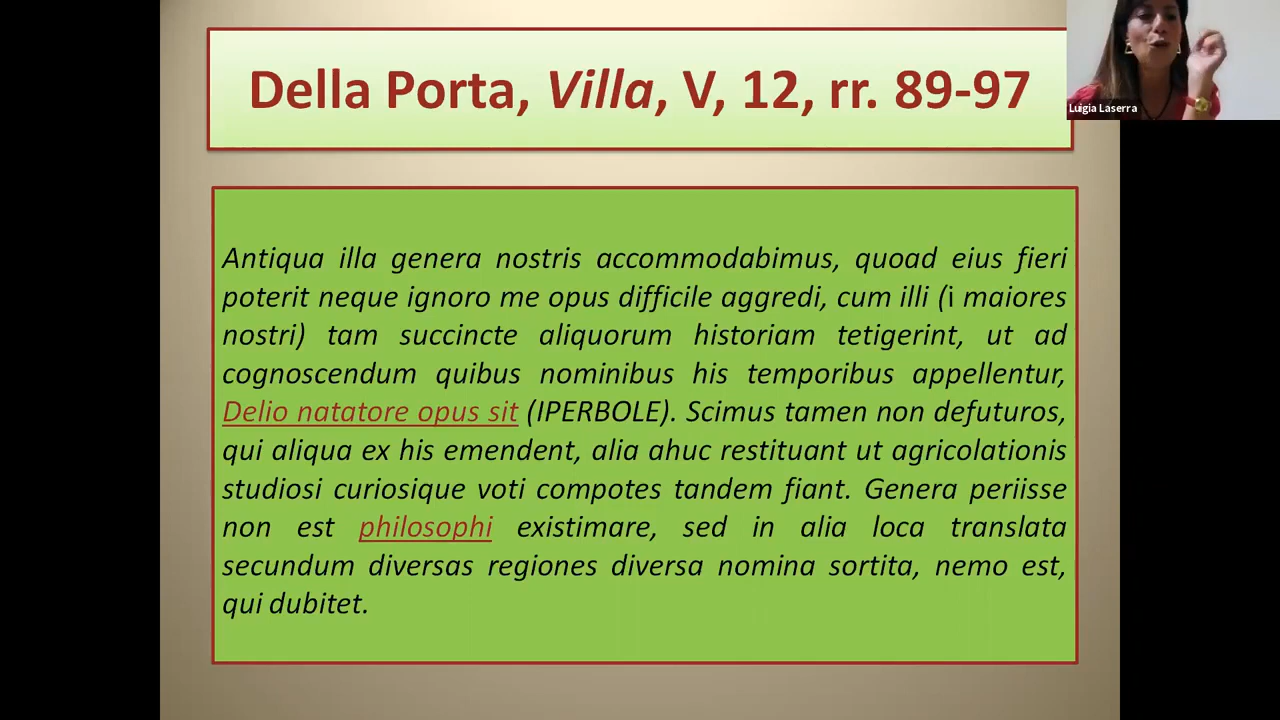 Della Porta, Villa, V, 12, rr. 89-97
Luigia Laserra
Antiqua illa genera nostris accommodabimus, quoad eius fieri
poterit neque ignoro me opus difficile aggredi, cum illi (i maiores
nostri) tam succincte aliquorum historiam tetigerint, ut ad
cognoscendum quibus nominibus his temporibus appellentur,
Delio natatore opus sit (IPERBOLE). Scimus tamen non defuturos,
qui aliqua ex his emendent, alia ahuc restituant ut agricolationis
studiosi curiosique voti compotes tandem fiant. Genera periisse
non est philosophi existimare, sed in alia loca translata
secundum diversas regiones diversa nomina sortita, nemo est,
qui dubitet.